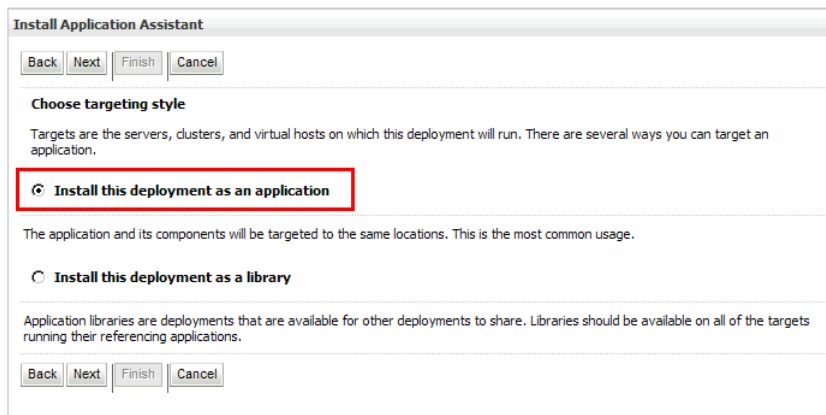 Install Application Assistant
Back Next Finish Cancel
Choose targeting style
Targets are the servers, clusters, and virtual hosts on which this deployment will run. There are several ways you can target an
application.
Install this deployment as an application
The application and its components will be targeted to the same locations. This is the most common usage.
Install this deployment as a library
Application libraries are deployments that are available for other deployments to share. Libraries should be available on all of the targets
running their referencing applications.
Back Next Finish Cancel